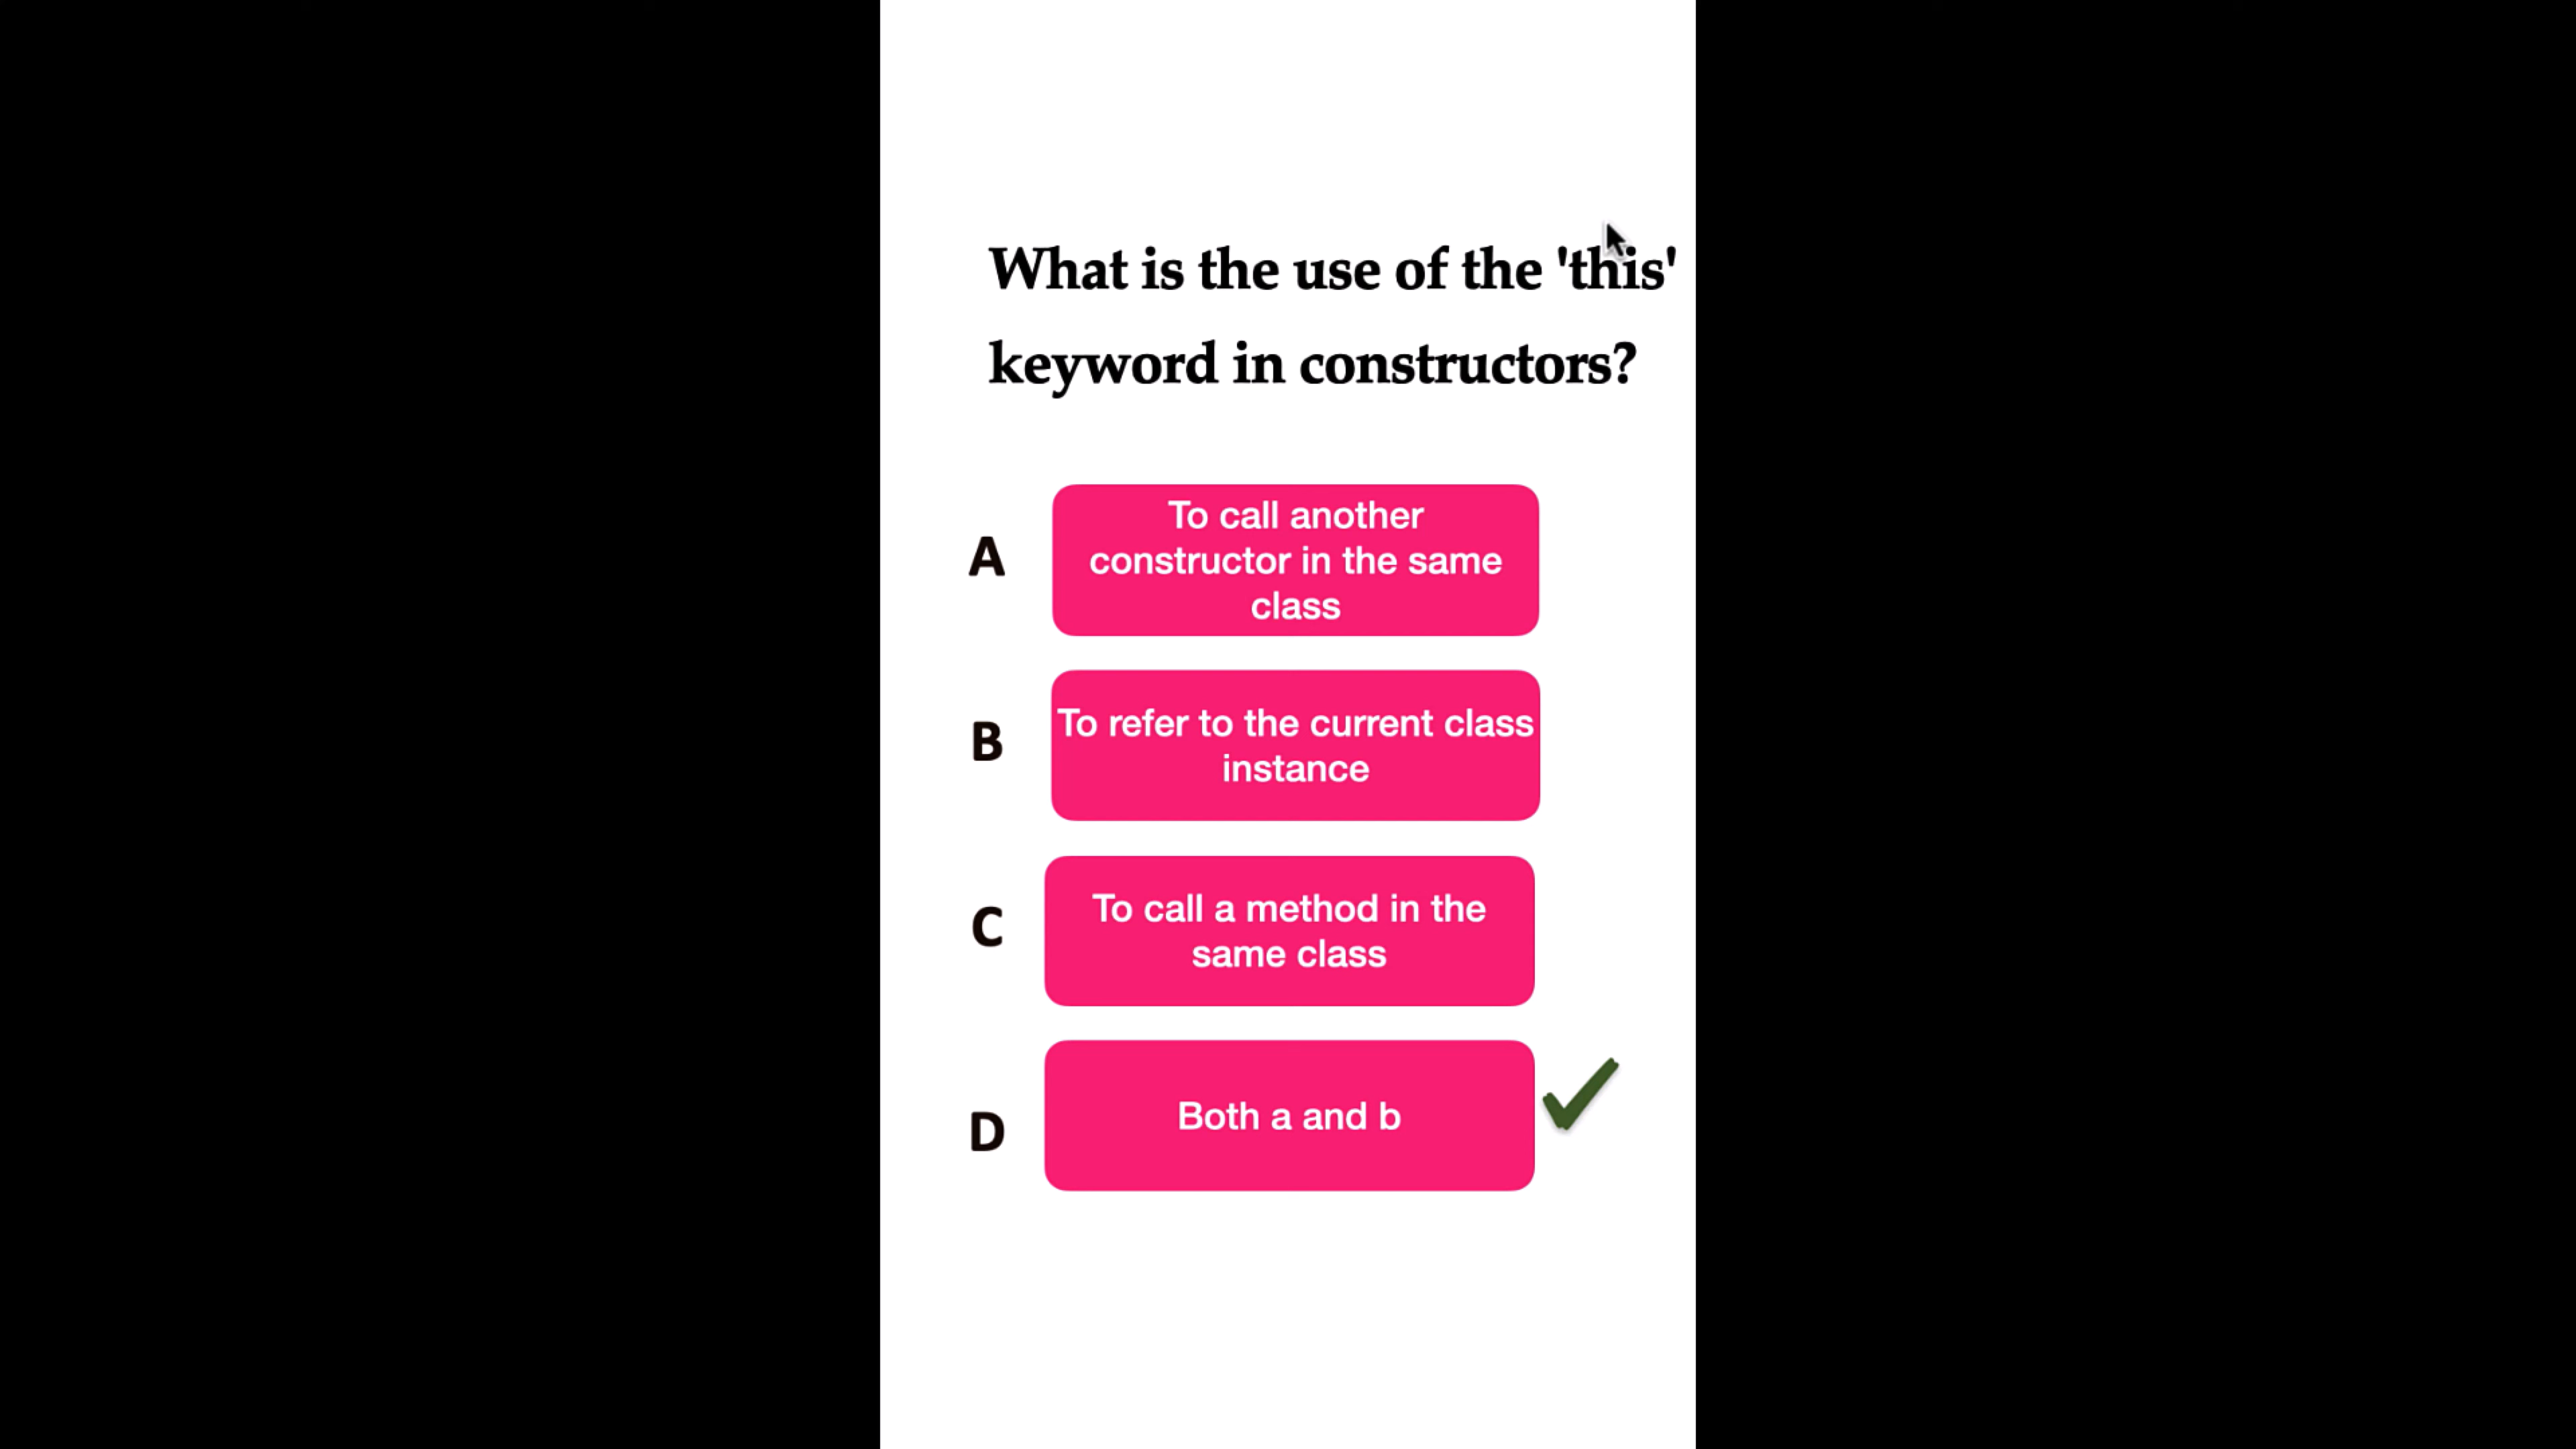 What is the use of the 'this'
keyword in constructors?
A
To call another
constructor in the same
class
B
To refer to the current class
instance
C
To call a method in the
same class
D
Both a and b